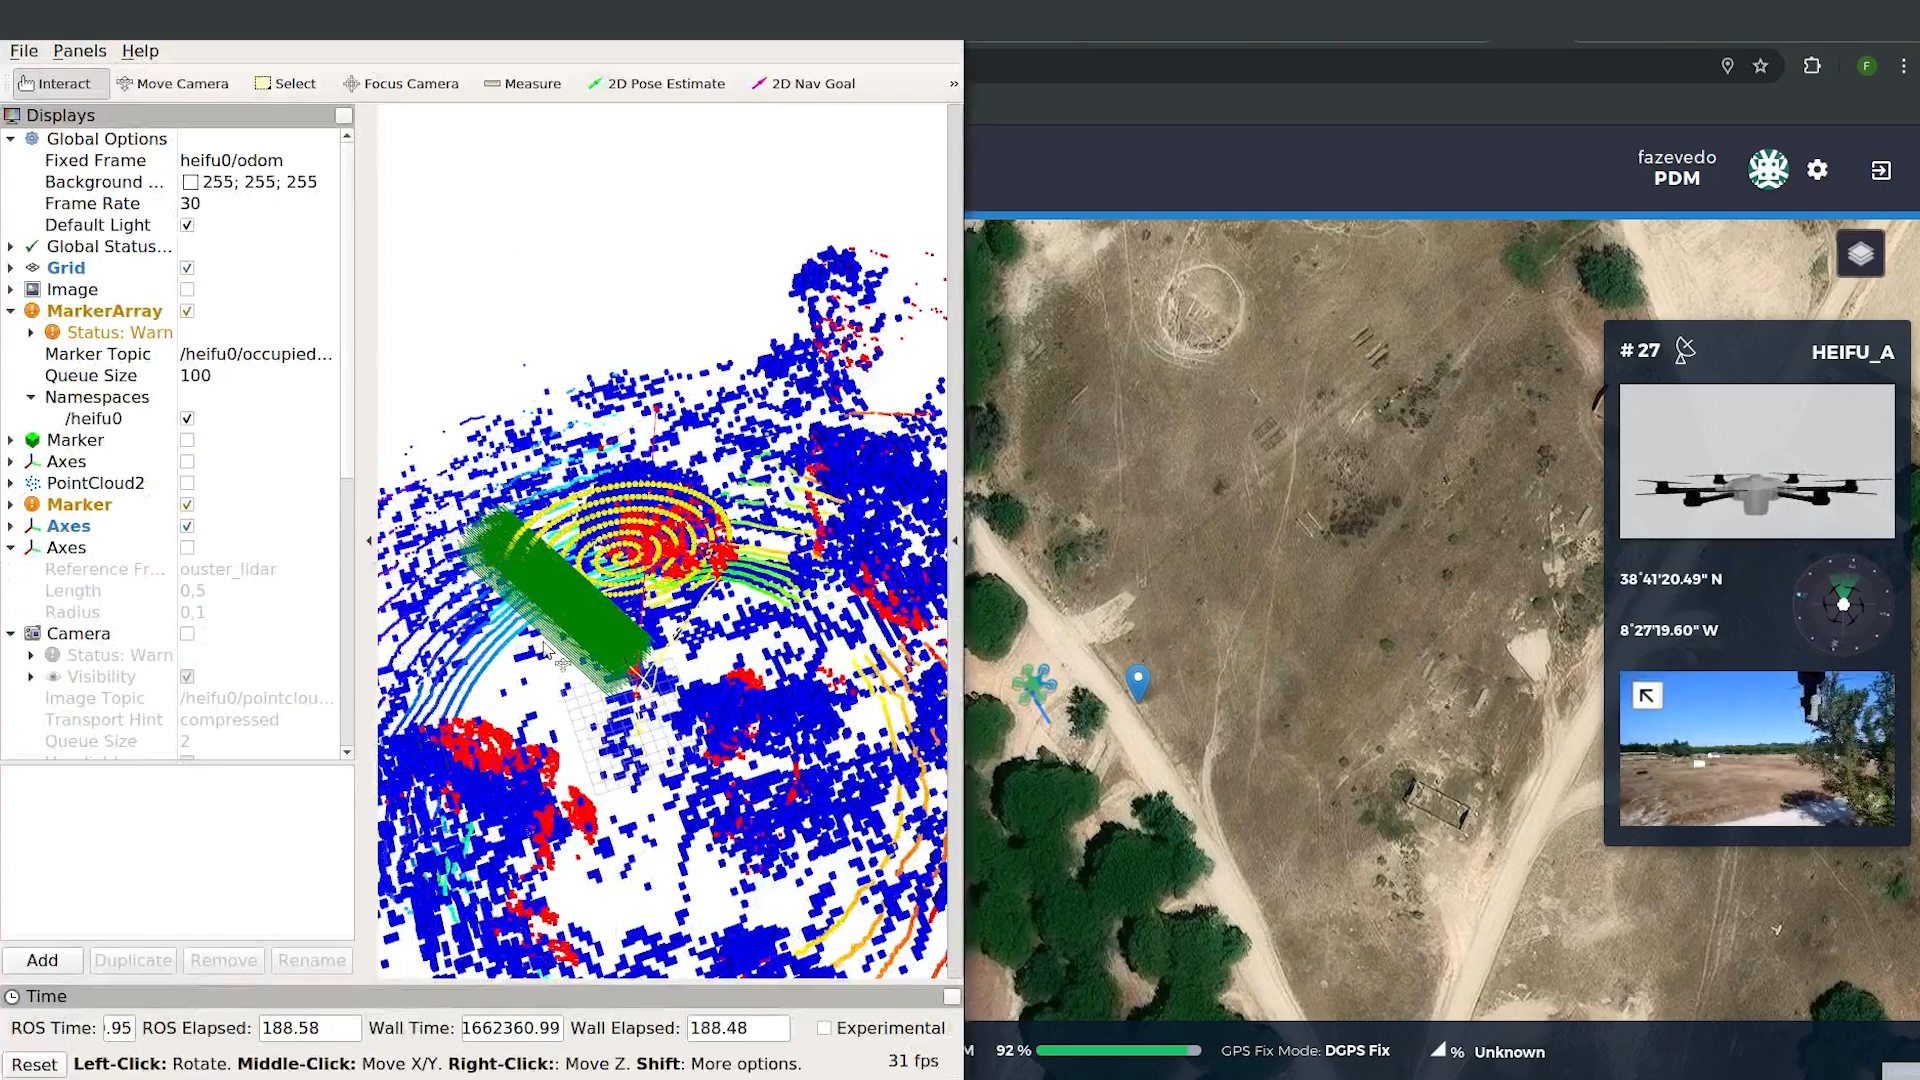 File Panels Help
Interact Move Camera Select Focus Camera Measure 2D Pose Estimate 2D Nav Goal »
Displays
Global Options
Fixed Frame heifu0/odom
Background ... 255; 255; 255
Frame Rate 30
Default Light
Global Status...
Grid
Image
MarkerArray
Status: Warn
Marker Topic /heifu0/occupied...
Queue Size 100
Namespaces
/heifu0
Marker
Axes
PointCloud2
Marker
Axes
Axes
Reference Fr... ouster_lidar
Length 0,5
Radius 0,1
Camera
Status: Warn
Visibility
Image Topic /heifu0/pointclou...
Transport Hint compressed
Queue Size 2
Add Duplicate Remove Rename
Time
ROS Time: .95 ROS Elapsed: 188.58 Wall Time: 1662360.99 Wall Elapsed: 188.48 Experimental
Reset Left-Click: Rotate. Middle-Click: Move X/Y. Right-Click:: Move Z. Shift: More options. 31 fps
F
fazevedo
PDM
# 27 HEIFU_A
38°41'20.49" N
8°27'19.60" W
M 92 % GPS Fix Mode: DGPS Fix % Unknown